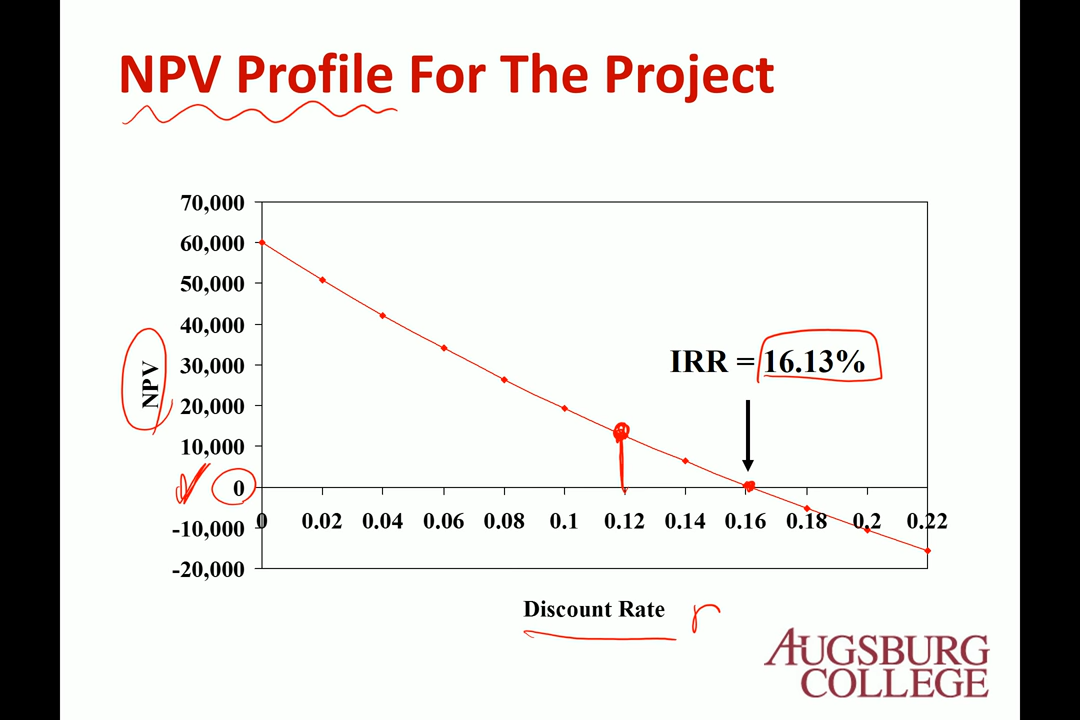 NPV Profile For The Project
70,000
60,000
50,000
40,000
30,000
20,000
10,000
0
-10,000
-20,000
NPV
IRR = 16.13%
0 0.02 0.04 0.06 0.08 0.1 0.12 0.14 0.16 0.18 0.2 0.22
Discount Rate r
AUGSBURG
COLLEGE